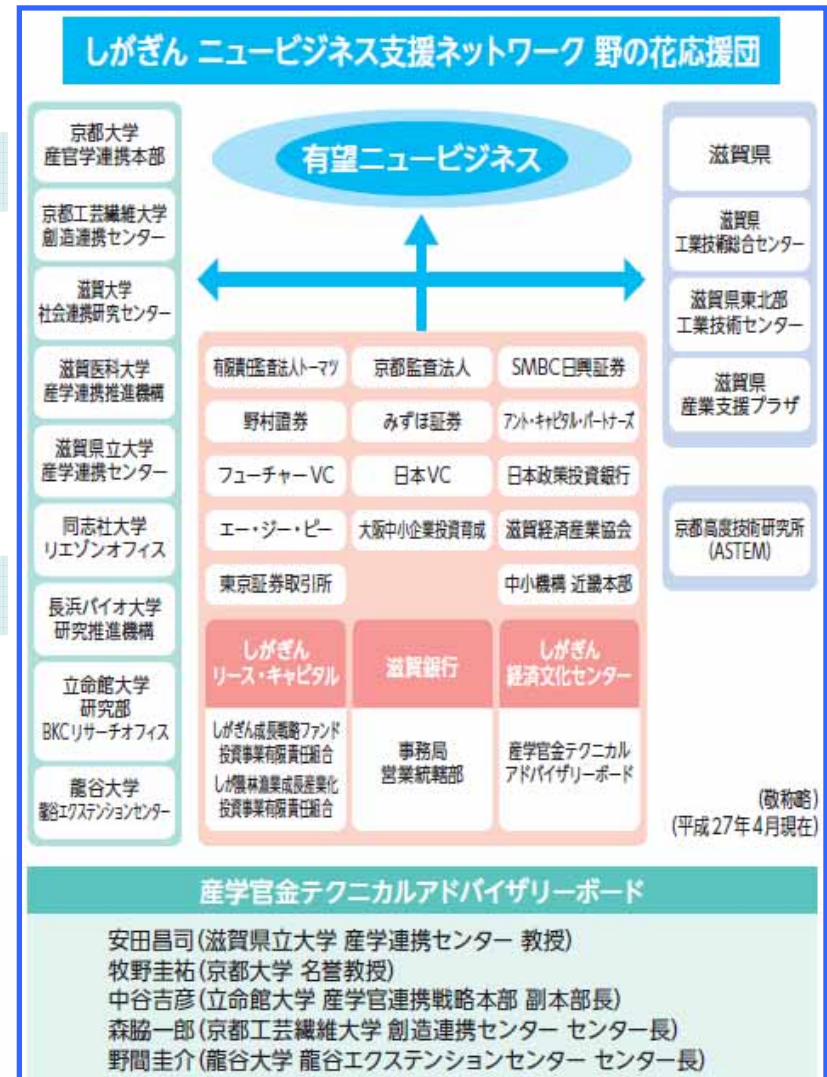 しがぎん ニュービジネス支援ネットワーク 野の花応援団
京都大学
産官学連携本部
京都工芸繊維大学
創造連携センター
滋賀大学
社会連携研究センター
滋賀医科大学
産学連携推進機構
滋賀県立大学
産学連携センター
同志社大学
リエゾンオフィス
長浜バイオ大学
研究推進機構
立命館大学
研究部
BKCリサーチオフィス
龍谷大学
龍谷エクステンションセンター
有望ニュービジネス
有限責任監査法人トーマツ
京都監査法人
SMBC日興証券
野村證券
みずほ証券
アント・キャピタル・パートナーズ
フューチャーVC
日本VC
日本政策投資銀行
エー・ジー・ピー
大阪中小企業投資育成
滋賀経済産業協会
東京証券取引所
中小機構 近畿本部
しがぎん
リース・キャピタル
滋賀銀行
しがぎん
経済文化センター
しがぎん成長戦略ファンド
投資事業有限責任組合
しが農林漁業成長産業化
投資事業有限責任組合
事務局
営業統轄部
産学官金テクニカル
アドバイザリーボード
滋賀県
滋賀県
工業技術総合センター
滋賀県東北部
工業技術センター
滋賀県
産業支援プラザ
京都高度技術研究所
(ASTEM)
(敬称略)
(平成27年4月現在)
産学官金テクニカルアドバイザリーボード
安田昌司(滋賀県立大学 産学連携センター 教授)
牧野圭祐(京都大学 名誉教授)
中谷吉彦(立命館大学 産学官連携戦略本部 副本部長)
森脇一郎(京都工芸繊維大学 創造連携センター センター長)
野間圭介(龍谷大学 龍谷エクステンションセンター センター長)